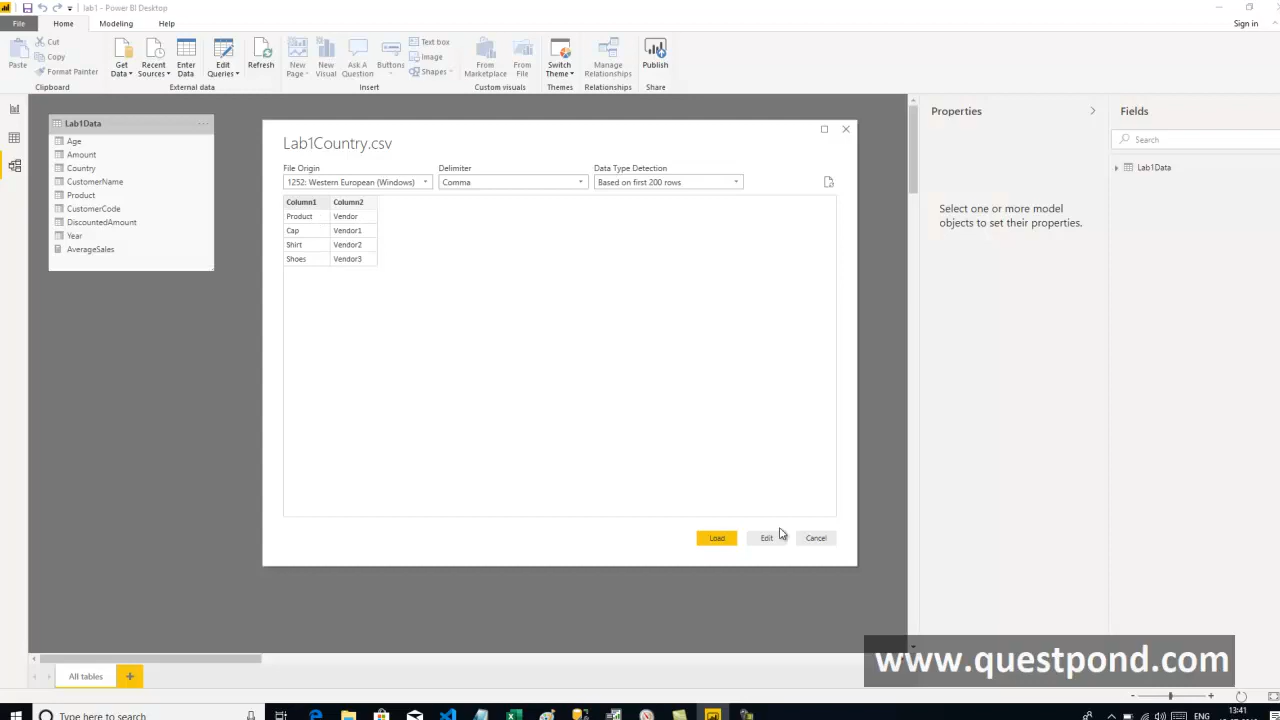 lab1 - Power BI Desktop
File Home Modeling Help Sign in
Paste Cut Copy Format Painter
Get Data Recent Sources Enter Data Edit Queries Refresh
New Page New Visual Ask A Question Buttons Text box Image Shapes
From Marketplace From File Switch Theme Manage Relationships Publish
Clipboard External data Insert Custom visuals Themes Relationships Share
Lab1Data ...
Age
Amount
Country
CustomerName
Product
CustomerCode
DiscountedAmount
Year
AverageSales
Lab1Country.csv
File Origin Delimiter Data Type Detection
1252: Western European (Windows) Comma Based on first 200 rows
Column1 Column2
Product Vendor
Cap Vendor1
Shirt Vendor2
Shoes Vendor3
Load Edit Cancel
Properties
Select one or more model
objects to set their properties.
Fields
Search
Lab1Data
www.questpond.com
All tables +
Type here to search
ENG 13:41